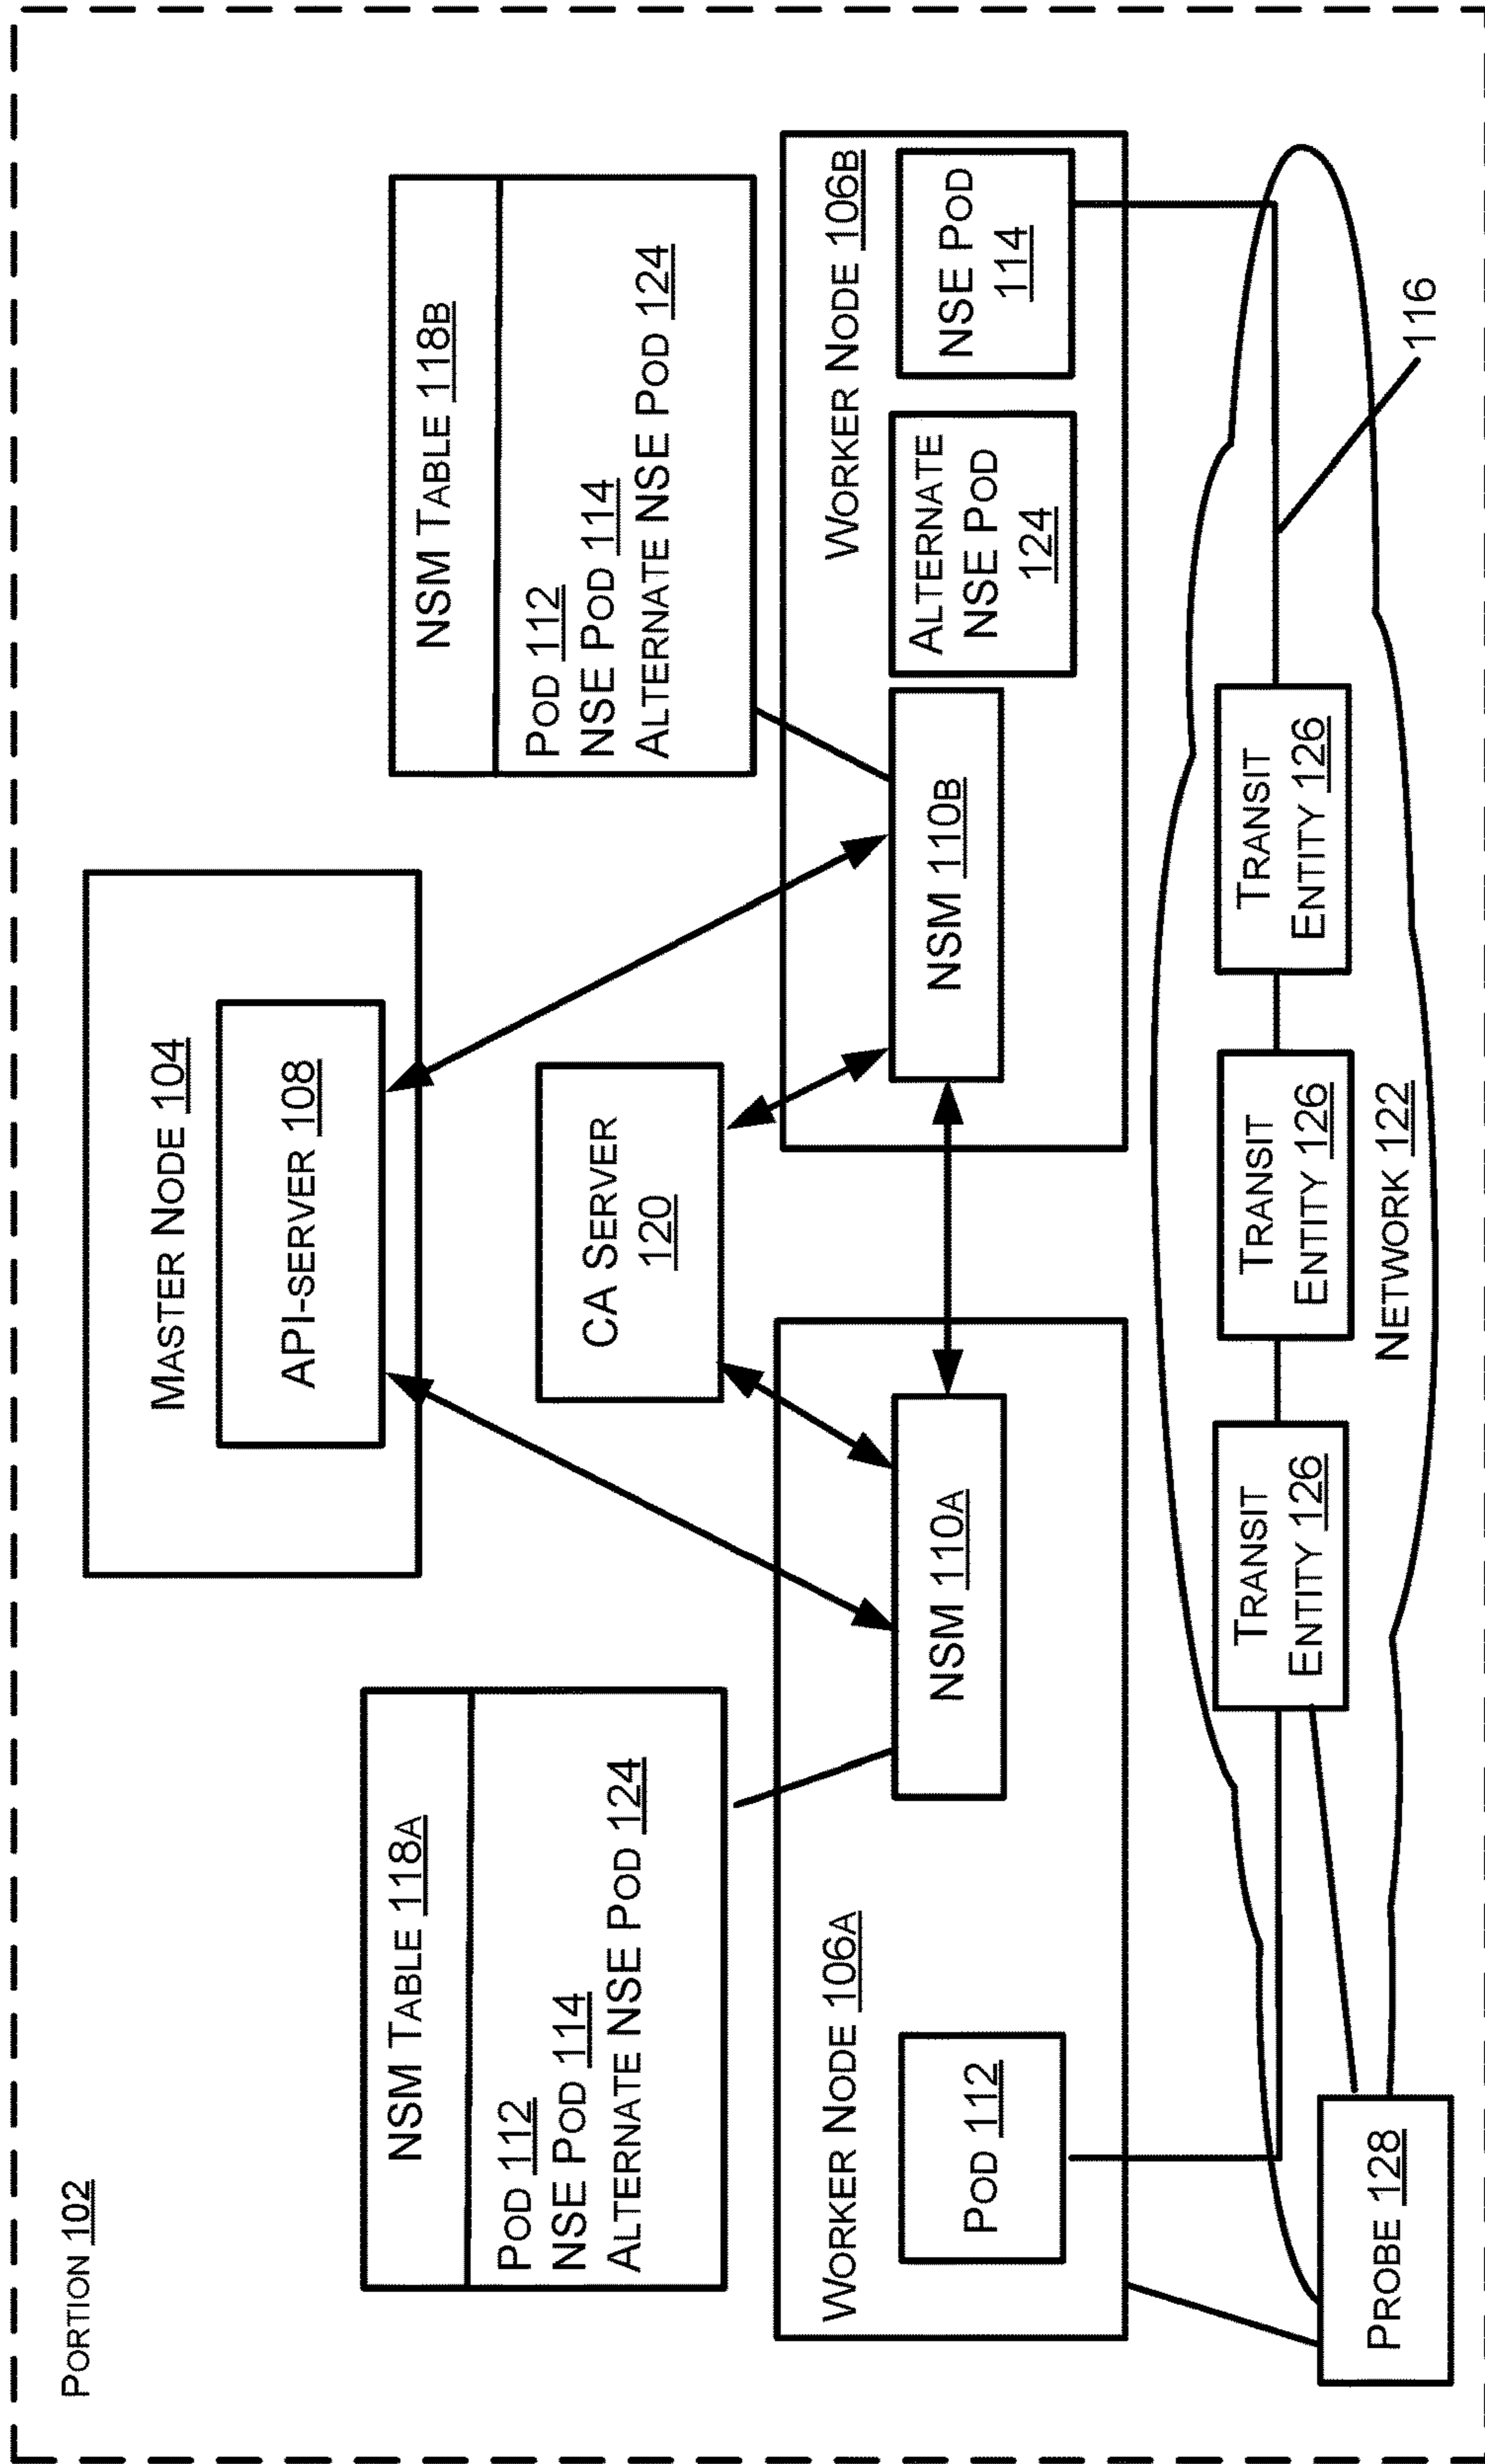 PORTION 102
MASTER NODE 104
API-SERVER 108
NSM TABLE 118A
POD 112
NSE POD 114
ALTERNATE NSE POD 124
NSM TABLE 118B
POD 112
NSE POD 114
ALTERNATE NSE POD 124
CA SERVER
120
WORKER NODE 106A
POD 112
NSM 110A
WORKER NODE 106B
NSM 110B
ALTERNATE
NSE POD
124
NSE POD
114
TRANSIT
ENTITY 126
TRANSIT
ENTITY 126
TRANSIT
ENTITY 126
NETWORK 122
116
PROBE 128